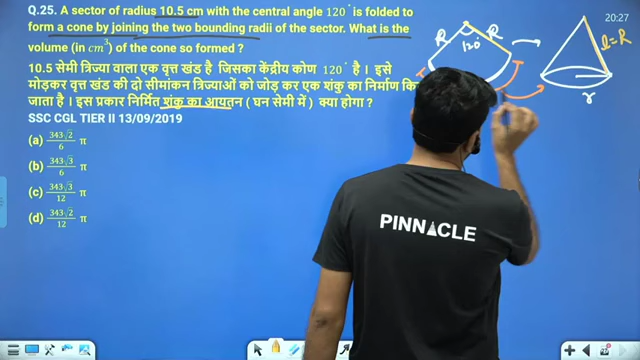 Q.25. A sector of radius 10.5 cm with the central angle 120° is folded to
form a cone by joining the two bounding radii of the sector. What is the
volume (in cm³) of the cone so formed ?
10.5 सेमी त्रिज्या वाला एक वृत्त खंड है जिसका केंद्रीय कोण 120° है। इसे
मोड़कर वृत्त खंड की दो सीमांकन त्रिज्याओं को जोड़ कर एक शंकु का निर्माण कि
जाता है। इस प्रकार निर्मित शंकु का आयतन (घन सेमी में) क्या होगा ?
SSC CGL TIER II 13/09/2019
(a) 343√2/6 π
(b) 343√3/6 π
(c) 343√3/12 π
(d) 343√2/12 π
R
R
120°
l=R
r
20:27
PINNACLE